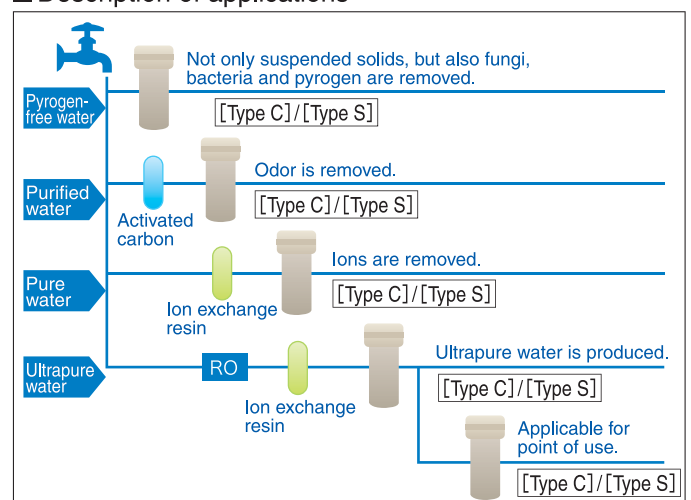 Description of applications
Not only suspended solids, but also fungi,
bacteria and pyrogen are removed.
Pyrogen-
free water
[Type C]/[Type S]
Odor is removed.
Purified
water
[Type C]/[Type S]
Activated
carbon
Ions are removed.
Pure
water
[Type C]/[Type S]
Ion exchange
resin
Ultrapure water is produced.
Ultrapure
water
RO
[Type C]/[Type S]
Ion exchange
resin
Applicable for
point of use.
[Type C]/[Type S]